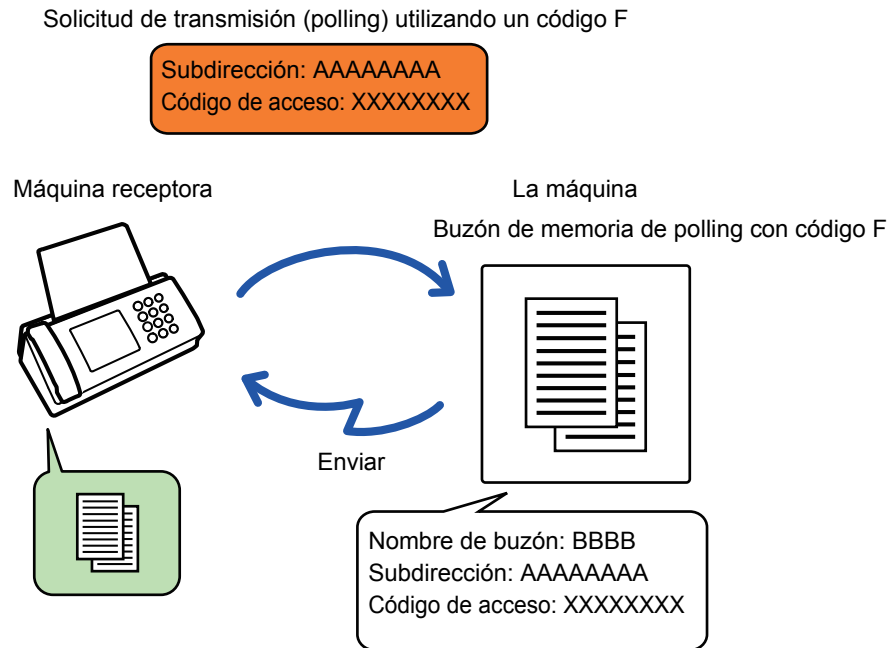 Solicitud de transmisión (polling) utilizando un código F
Subdirección: AAAAAAAA
Código de acceso: XXXXXXXX
Máquina receptora
La máquina
Buzón de memoria de polling con código F
Enviar
Nombre de buzón: BBBB
Subdirección: AAAAAAAA
Código de acceso: XXXXXXXX